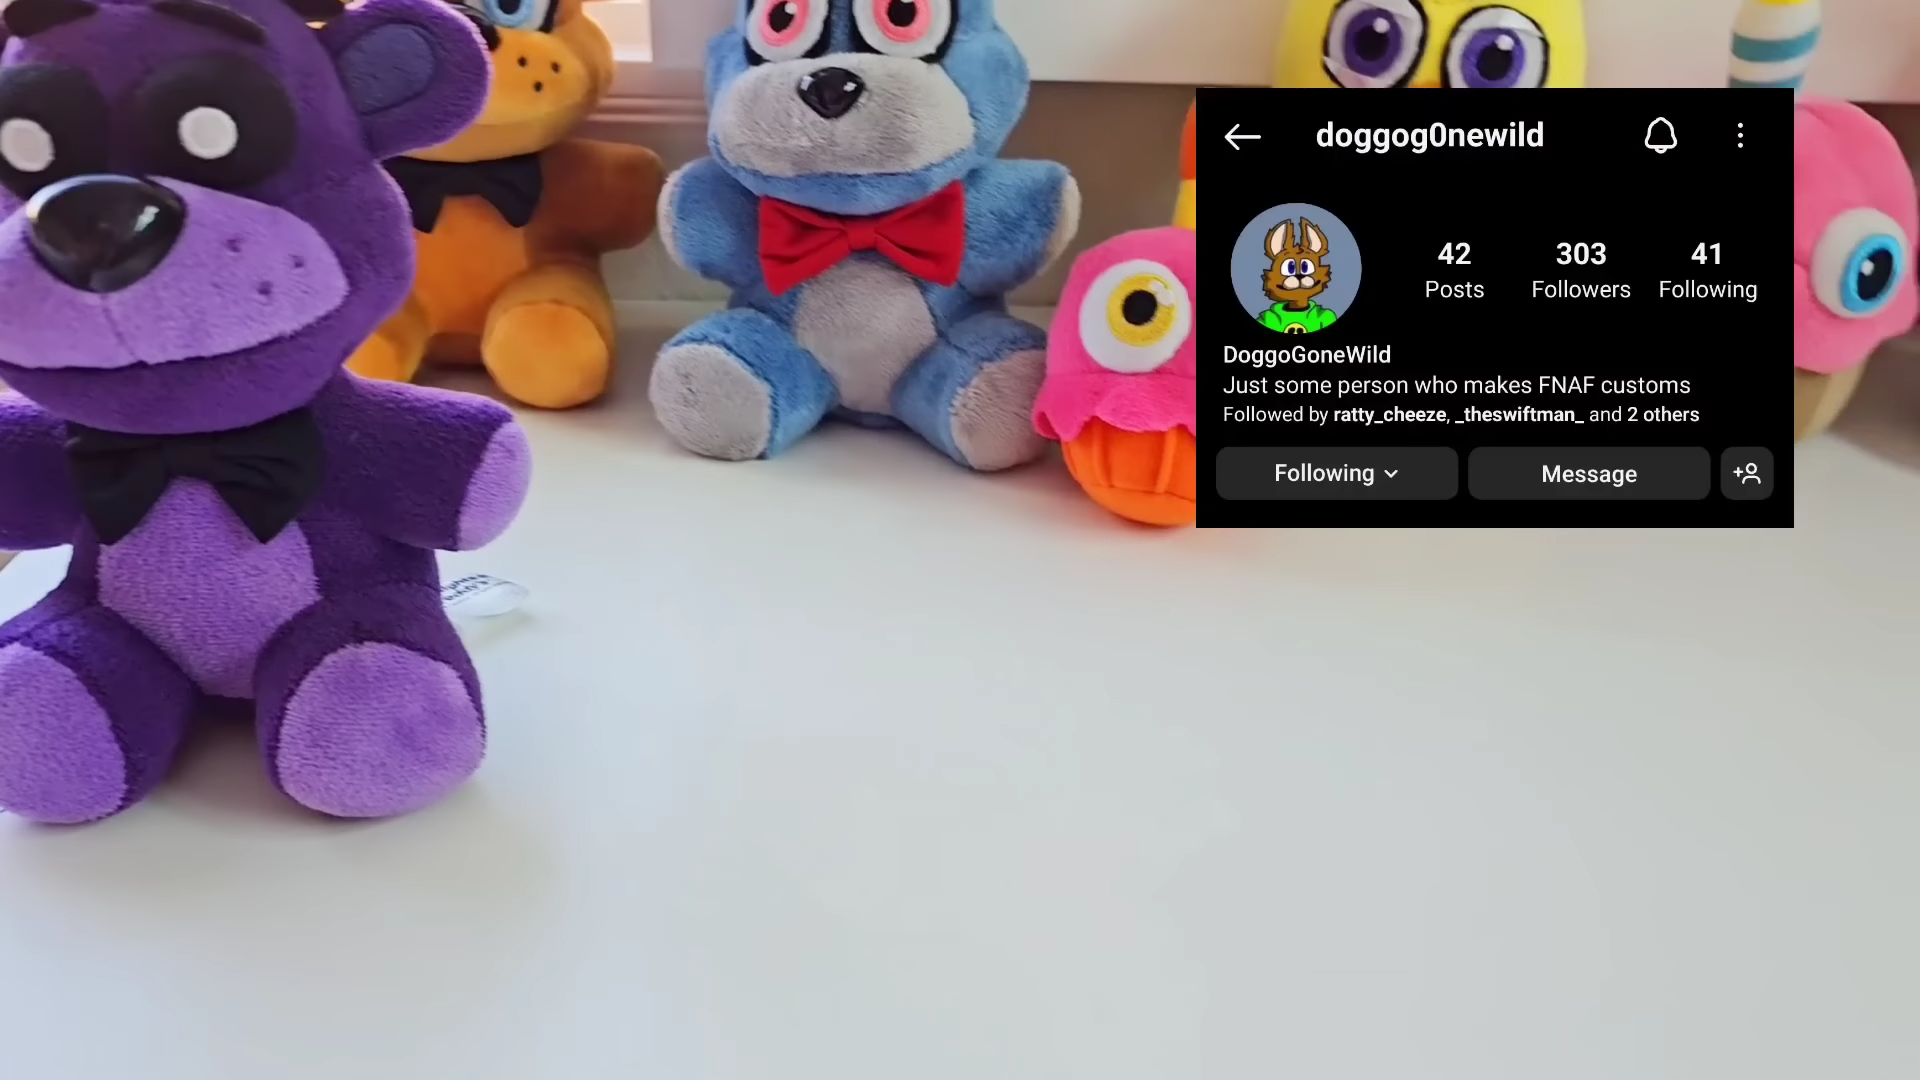 doggog0newild
42 303 41
Posts Followers Following
DoggoGoneWild
Just some person who makes FNAF customs
Followed by ratty_cheeze, _theswiftman_ and 2 others
Following Message